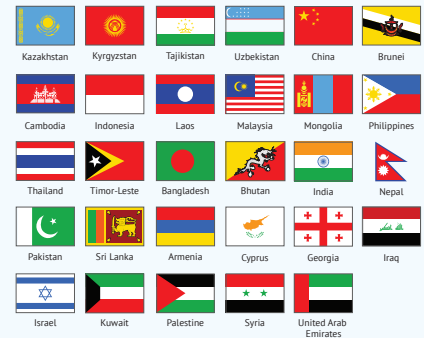 Kazakhstan Kyrgyzstan Tajikistan Uzbekistan China Brunei
Cambodia Indonesia Laos Malaysia Mongolia Philippines
Thailand Timor-Leste Bangladesh Bhutan India Nepal
Pakistan Sri Lanka Armenia Cyprus Georgia Iraq
Israel Kuwait Palestine Syria United Arab
Emirates